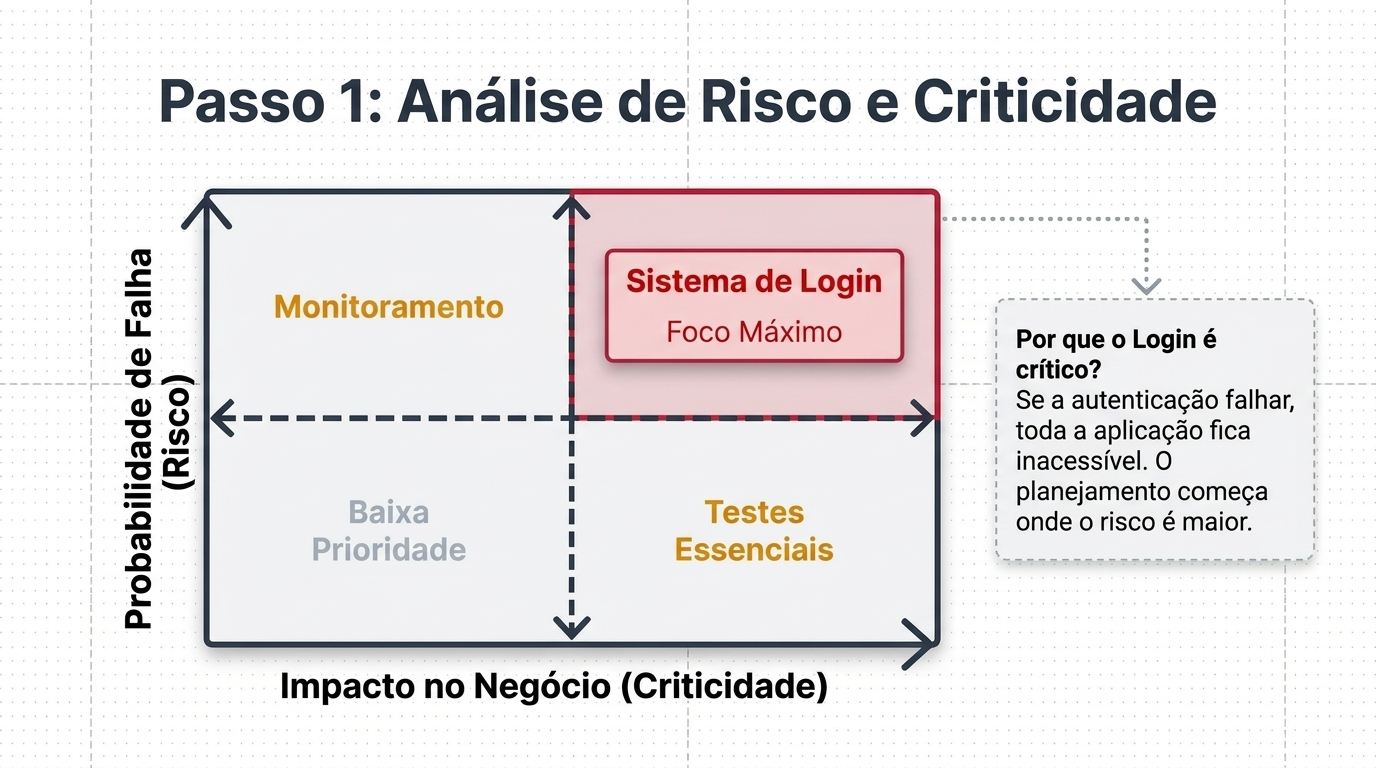 Passo 1: Análise de Risco e Criticidade
Probabilidade de Falha
(Risco)
Monitoramento
Sistema de Login
Foco Máximo
Baixa
Prioridade
Testes
Essenciais
Impacto no Negócio (Criticidade)
Por que o Login é
crítico?
Se a autenticação falhar,
toda a aplicação fica
inacessível. O
planejamento começa
onde o risco é maior.